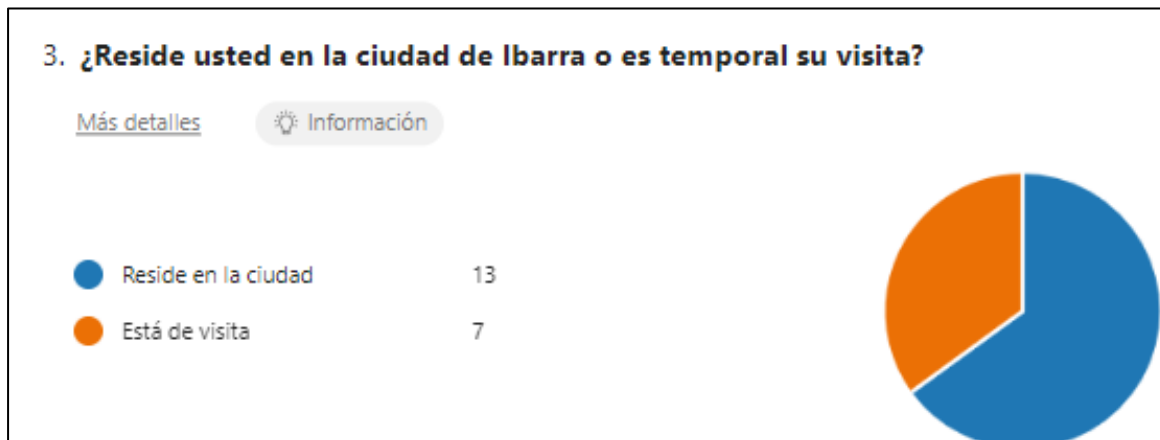 3. ¿Reside usted en la ciudad de Ibarra o es temporal su visita?
Más detalles Información
Reside en la ciudad 13
Está de visita 7